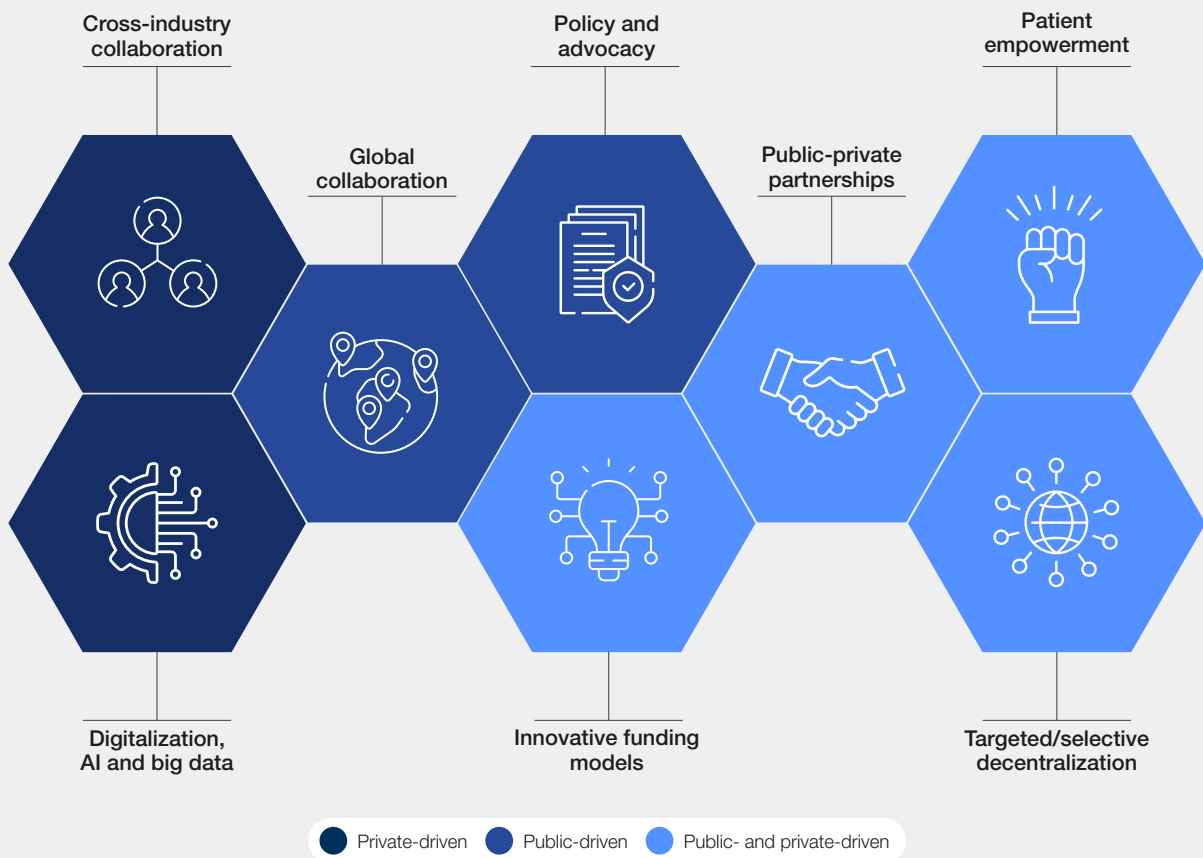 Cross-industry
collaboration
Policy and
advocacy
Patient
empowerment
Global
collaboration
Public-private
partnerships
Digitalization,
AI and big data
Innovative funding
models
Targeted/selective
decentralization
Private-driven
Public-driven
Public- and private-driven